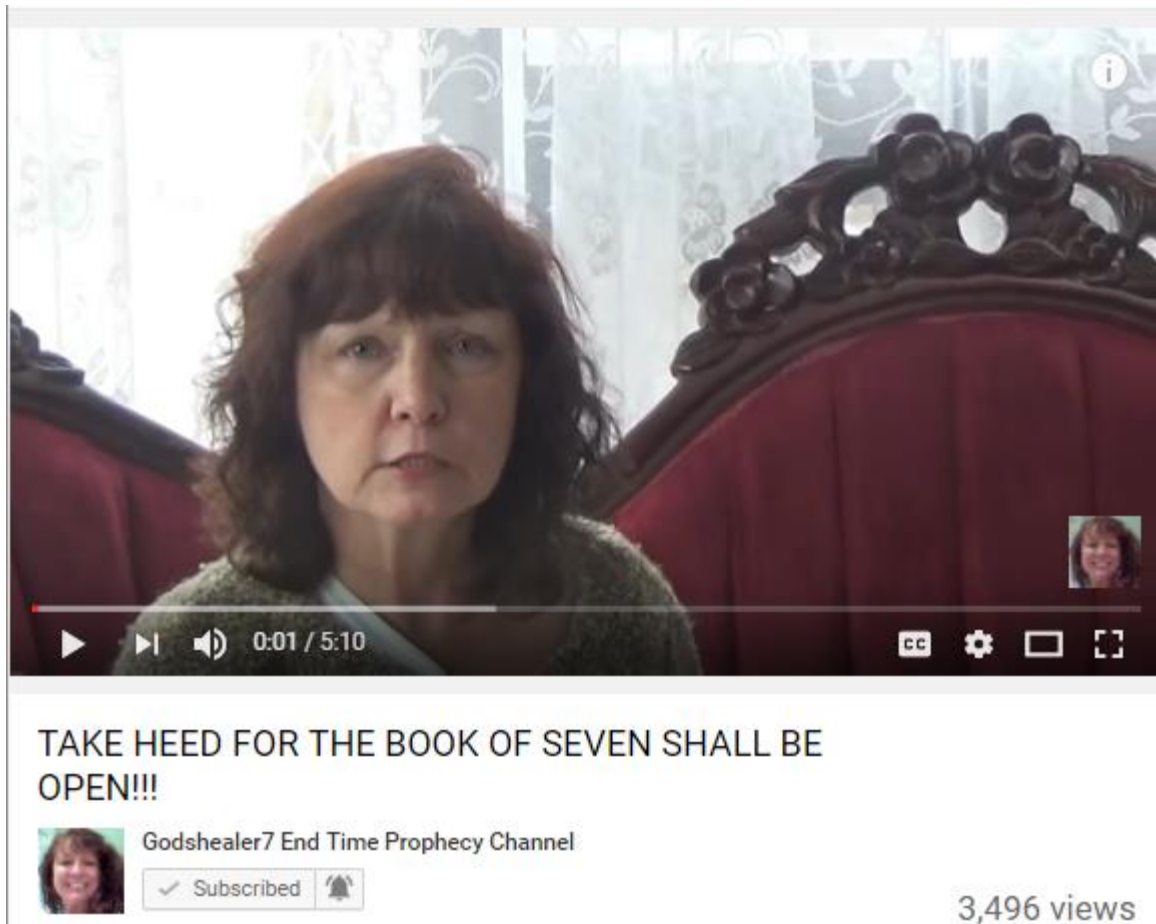 i
0:01 / 5:10
CC
TAKE HEED FOR THE BOOK OF SEVEN SHALL BE
OPEN!!!
Godshealer7 End Time Prophecy Channel
Subscribed
3,496 views